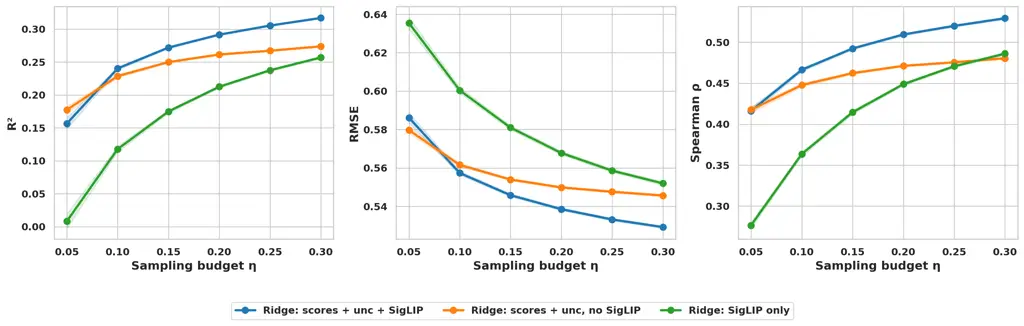 R²
0.30
0.25
0.20
0.15
0.10
0.05
0.00
0.05 0.10 0.15 0.20 0.25 0.30
Sampling budget η
RMSE
0.64
0.62
0.60
0.58
0.56
0.54
0.05 0.10 0.15 0.20 0.25 0.30
Sampling budget η
Spearman ρ
0.50
0.45
0.40
0.35
0.30
0.05 0.10 0.15 0.20 0.25 0.30
Sampling budget η
Ridge: scores + unc + SigLIP
Ridge: scores + unc, no SigLIP
Ridge: SigLIP only